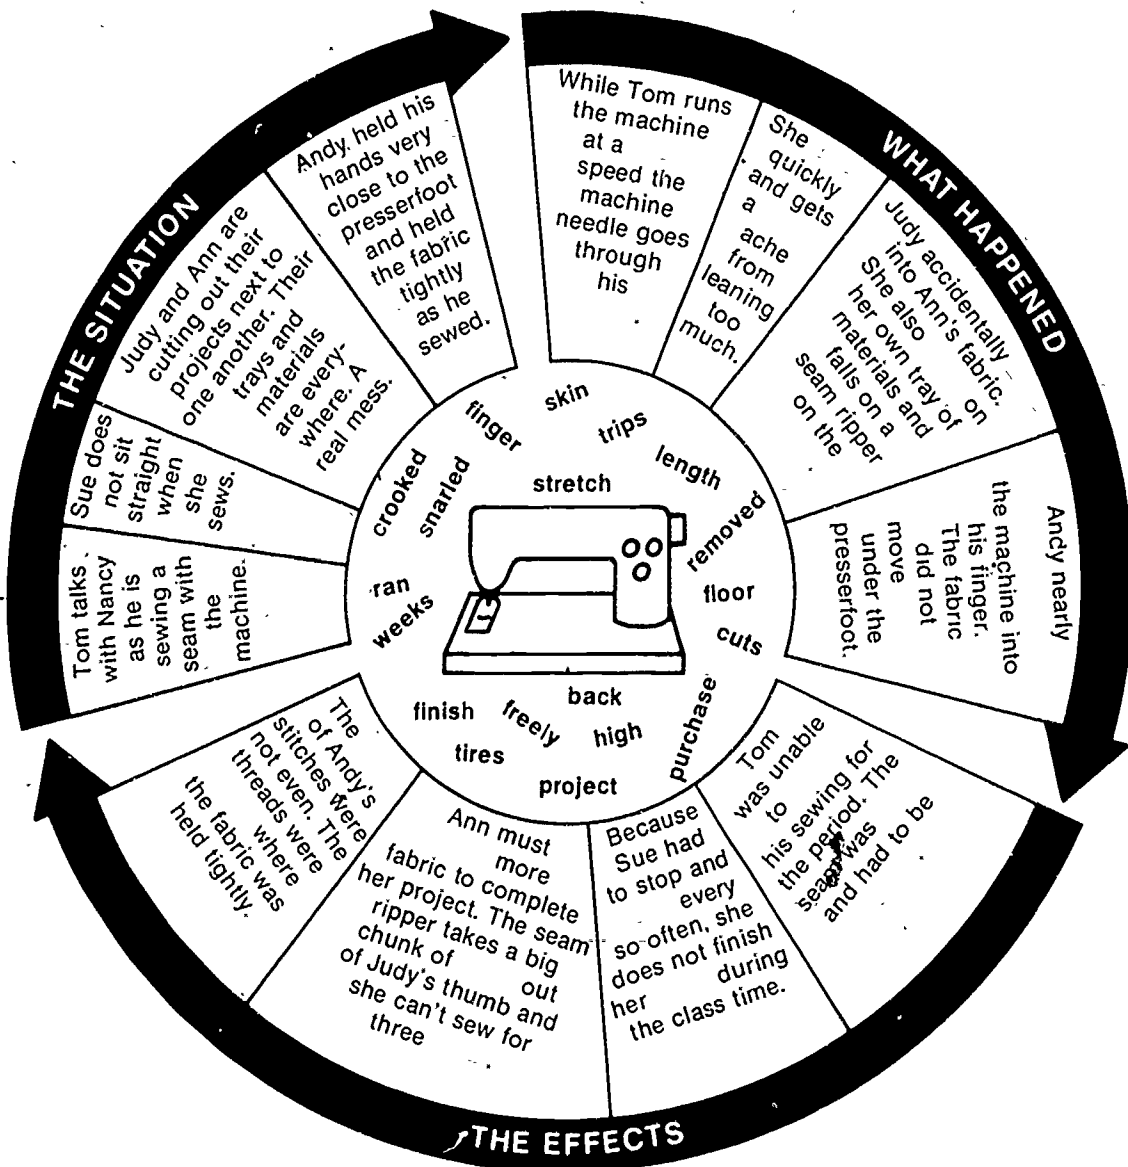 THE SITUATION
Tom talks
with Nancy
as he is
sewing a
seam with
the
machine.
Sue does
not sit
straight
when
she
sews.
Judy and Ann are
cutting out their
projects next to
one another. Their
trays and
materials
are every-
where. A
real mess.
Andy held his
hands very
close to the
presserfoot
and held
the fabric
tightly
as he
sewed.
WHAT HAPPENED
While Tom runs
the machine
at a
speed the
machine
needle goes
through
his
She
quickly
and gets
a
ache
from
leaning
too
much.
Judy accidentally
into Ann's fabric.
She also on
her own tray of
materials and
falls on a
seam ripper
on the
Andy nearly
the machine into
his finger.
The fabric
did not
move
under the
presserfoot.
THE EFFECTS
Tom
was unable
to
his sewing for
the period. The
seam was
and had to be
Because
Sue had
to stop and
every
so often, she
does not finish
her during
the class time.
Ann must
more
fabric to complete
her project. The seam
ripper takes a big
chunk of out
of Judy's thumb and
she can't sew for
three
The
of Andy's
stitches were
not even. The
threads were
where
the fabric was
held tightly.
skin
finger
trips
length
crooked
snarled
stretch
removed
ran
weeks
floor
cuts
back
finish
freely
high
purchase
tires
project